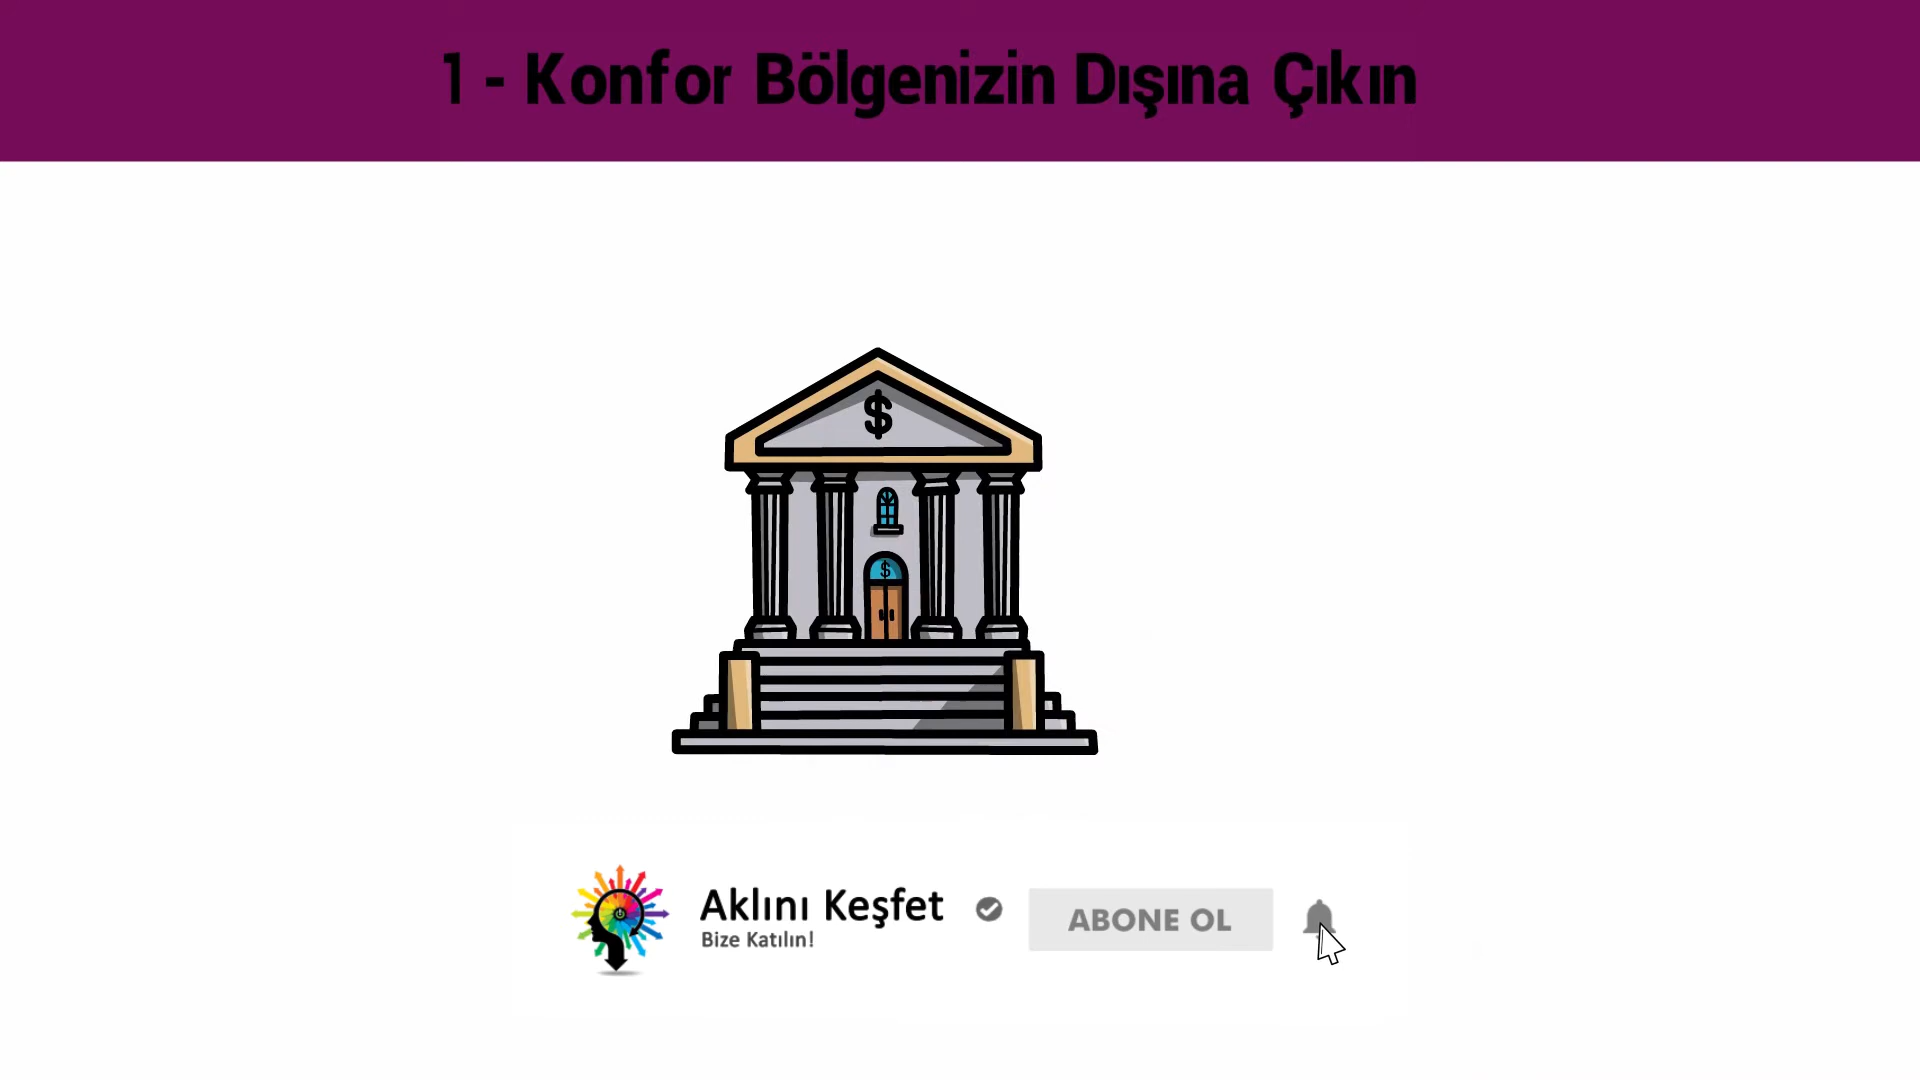 1 - Konfor Bölgenizin Dışına Çıkın
$
$
Aklını Keşfet
Bize Katılın!
ABONE OL